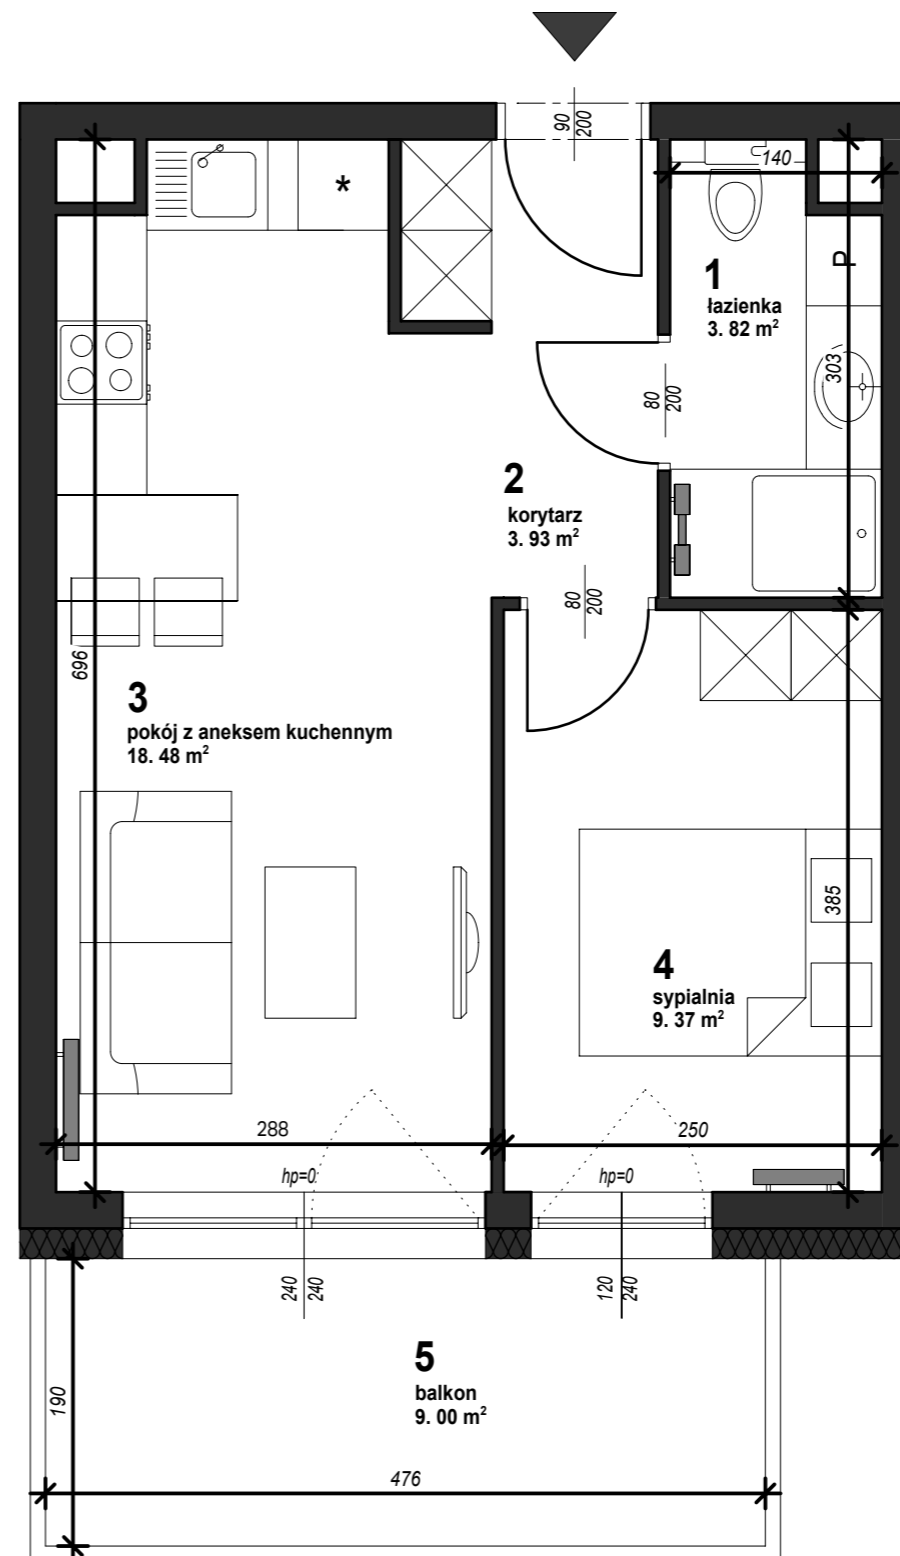 90
200
140
*
1
łazienka
3. 82 m²
P
303
80
200
2
korytarz
3. 93 m²
80
200
696
3
pokój z aneksem kuchennym
18. 48 m²
385
4
sypialnia
9. 37 m²
288
250
hp=0
hp=0
240
240
120
240
5
balkon
9. 00 m²
190
476